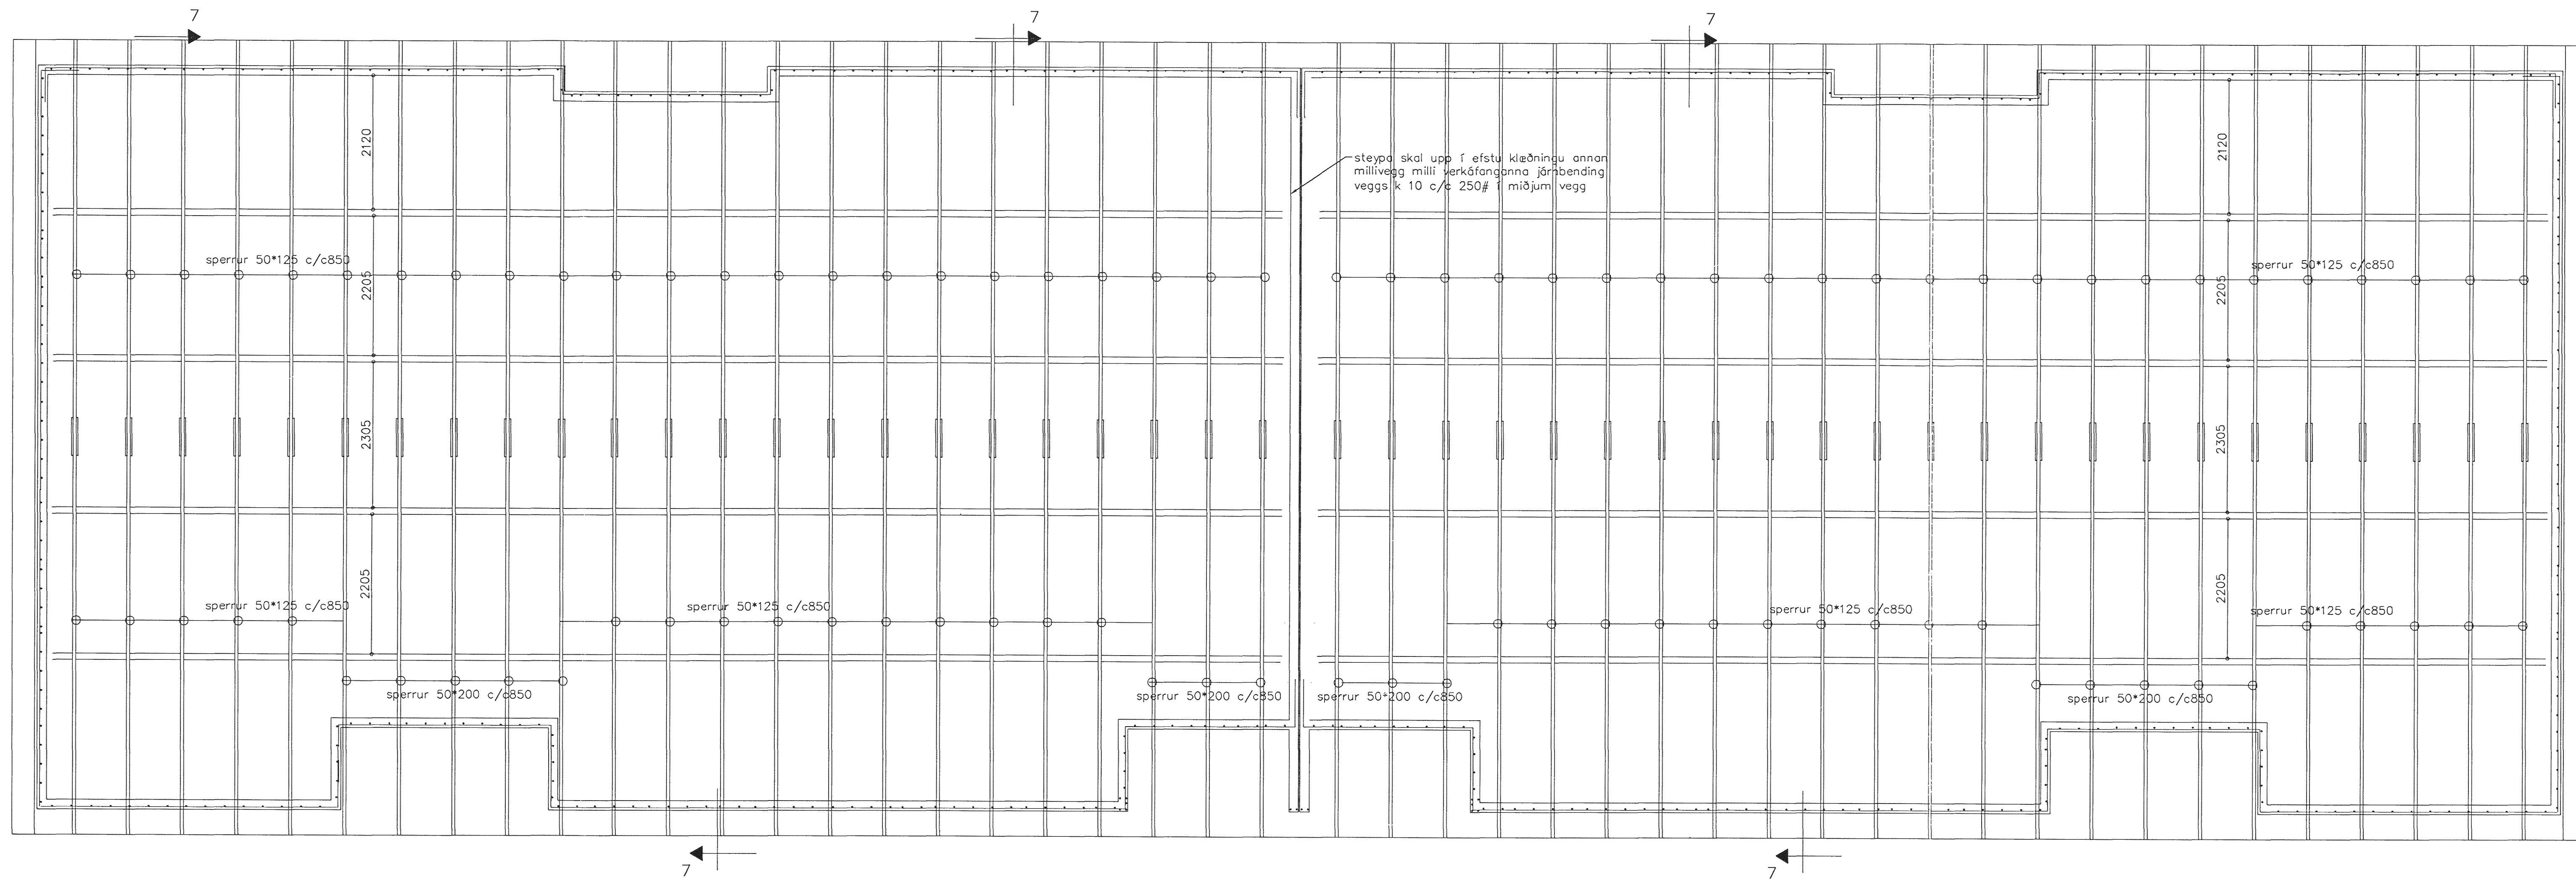 7
7
7
2120
2120
steypa skal upp í efstu klæðningu annan
millivegg milli verkáfanganna járnbending
veggs k 10 c/c 250# í miðjum vegg
sperrur 50*125 c/c850
sperrur 50*125 c/c850
2205
2205
2305
2305
2205
2205
sperrur 50*125 c/c850
sperrur 50*125 c/c850
sperrur 50*125 c/c850
sperrur 50*125 c/c850
sperrur 50*200 c/c850
sperrur 50*200 c/c850
sperrur 50*200 c/c850
sperrur 50*200 c/c850
7
7